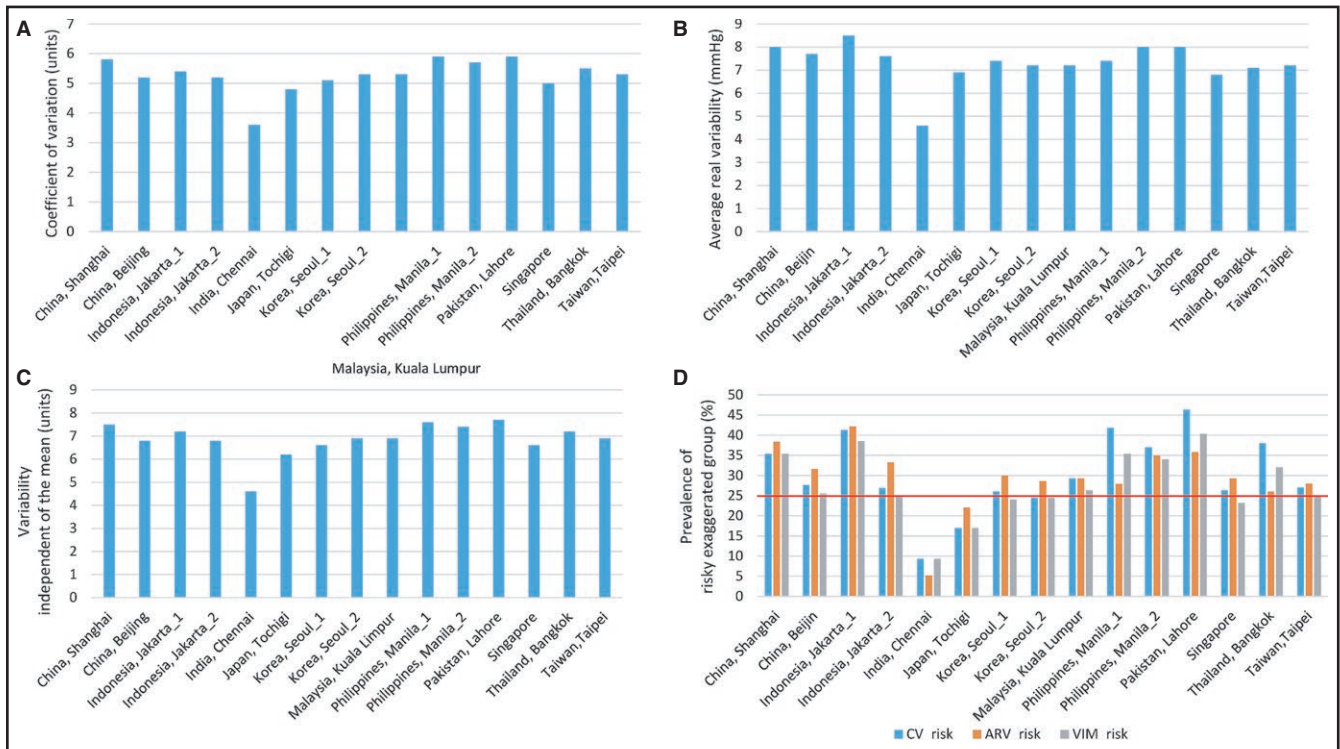 A
Coefficient of variation (units)
7
6
5
4
3
2
1
0
China, Shanghai
China, Beijing
Indonesia, Jakarta_1
Indonesia, Jakarta_2
India, Chennai
Japan, Tochigi
Korea, Seoul_1
Korea, Seoul_2
Malaysia, Kuala Lumpur
Philippines, Manila_1
Philippines, Manila_2
Pakistan, Lahore
Singapore
Thailand, Bangkok
Taiwan,Taipei
B
Average real variability (mmHg)
9
8
7
6
5
4
3
2
1
0
China, Shanghai
China, Beijin
Indonesia, Jakarta_1
Indonesia, Jakarta_2
India, Chennai
Japan, Tochigi
Korea, Seoul_1
Korea, Seoul_2
Malaysia, Kuala Lumpur
Philippines, Manila_1
Philippines, Manila_2
Pakistan, Lahore
Singapore
Thailand, Bangkok
Taiwan,Taipei
C
Variability
independent of the mean (units)
9
8
7
6
5
4
3
2
1
0
China, Shanghai
China, Beijing
Indonesia, Jakarta_1
Indonesia, Jakarta_2
India, Chennai
Japan, Tochigi
Korea, Seoul_1
Korea, Seoul_2
Malaysia, Kuala Limpur
Philippines, Manila_1
Philippines, Manila_2
Pakistan, Lahore
Singapore
Thailand, Bangkok
Taiwan,Taipei
D
Prevalence of
risky exaggerated group (%)
50
45
40
35
30
25
20
15
10
5
0
China, Shanghai
China, Beijin
Indonesia, Jakarta_1
Indonesia, Jakarta_2
India, Chennai
Japan, Tochigi
Korea, Seoul_1
Korea, Seoul_2
Malaysia, Kuala Lumpur
Philippines, Manila_1
Philippines, Manila_2
Pakistan, Lahore
Singapore
Thailand, Bangkok
Taiwan,Taipei
CV risk ARV risk VIM risk